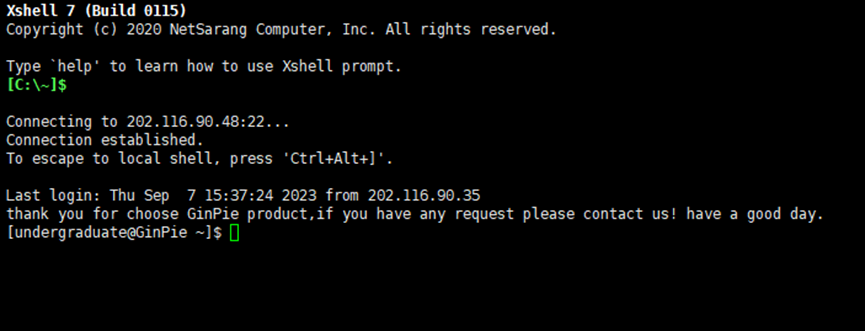 Xshell 7 (Build 0115)
Copyright (c) 2020 NetSarang Computer, Inc. All rights reserved.
Type `help' to learn how to use Xshell prompt.
[C:\~]$
Connecting to 202.116.90.48:22...
Connection established.
To escape to local shell, press 'Ctrl+Alt+]'.
Last login: Thu Sep  7 15:37:24 2023 from 202.116.90.35
thank you for choose GinPie product,if you have any request please contact us! have a good day.
[undergraduate@GinPie ~]$